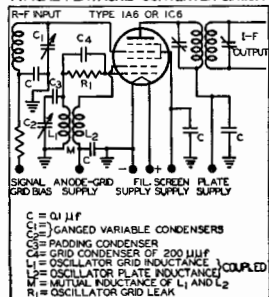 R-F INPUT TYPE 1A6 OR 1C6
C1
C4
I-F
OUTPUT
C
C3
R1
C2
L1
L2
C
M
C
C
SIGNAL
GRID BIAS
ANODE-GRID
SUPPLY
FIL.
SUPPLY
SCREEN
SUPPLY
PLATE
SUPPLY
- +
C = 0.1 µf
C1=
C2= } GANGED VARIABLE CONDENSERS
C3= PADDING CONDENSER
C4= GRID CONDENSER OF 200 µµf
L1= OSCILLATOR GRID INDUCTANCE
L2= OSCILLATOR PLATE INDUCTANCE } COUPLED
M = MUTUAL INDUCTANCE OF L1 AND L2
R1= OSCILLATOR GRID LEAK